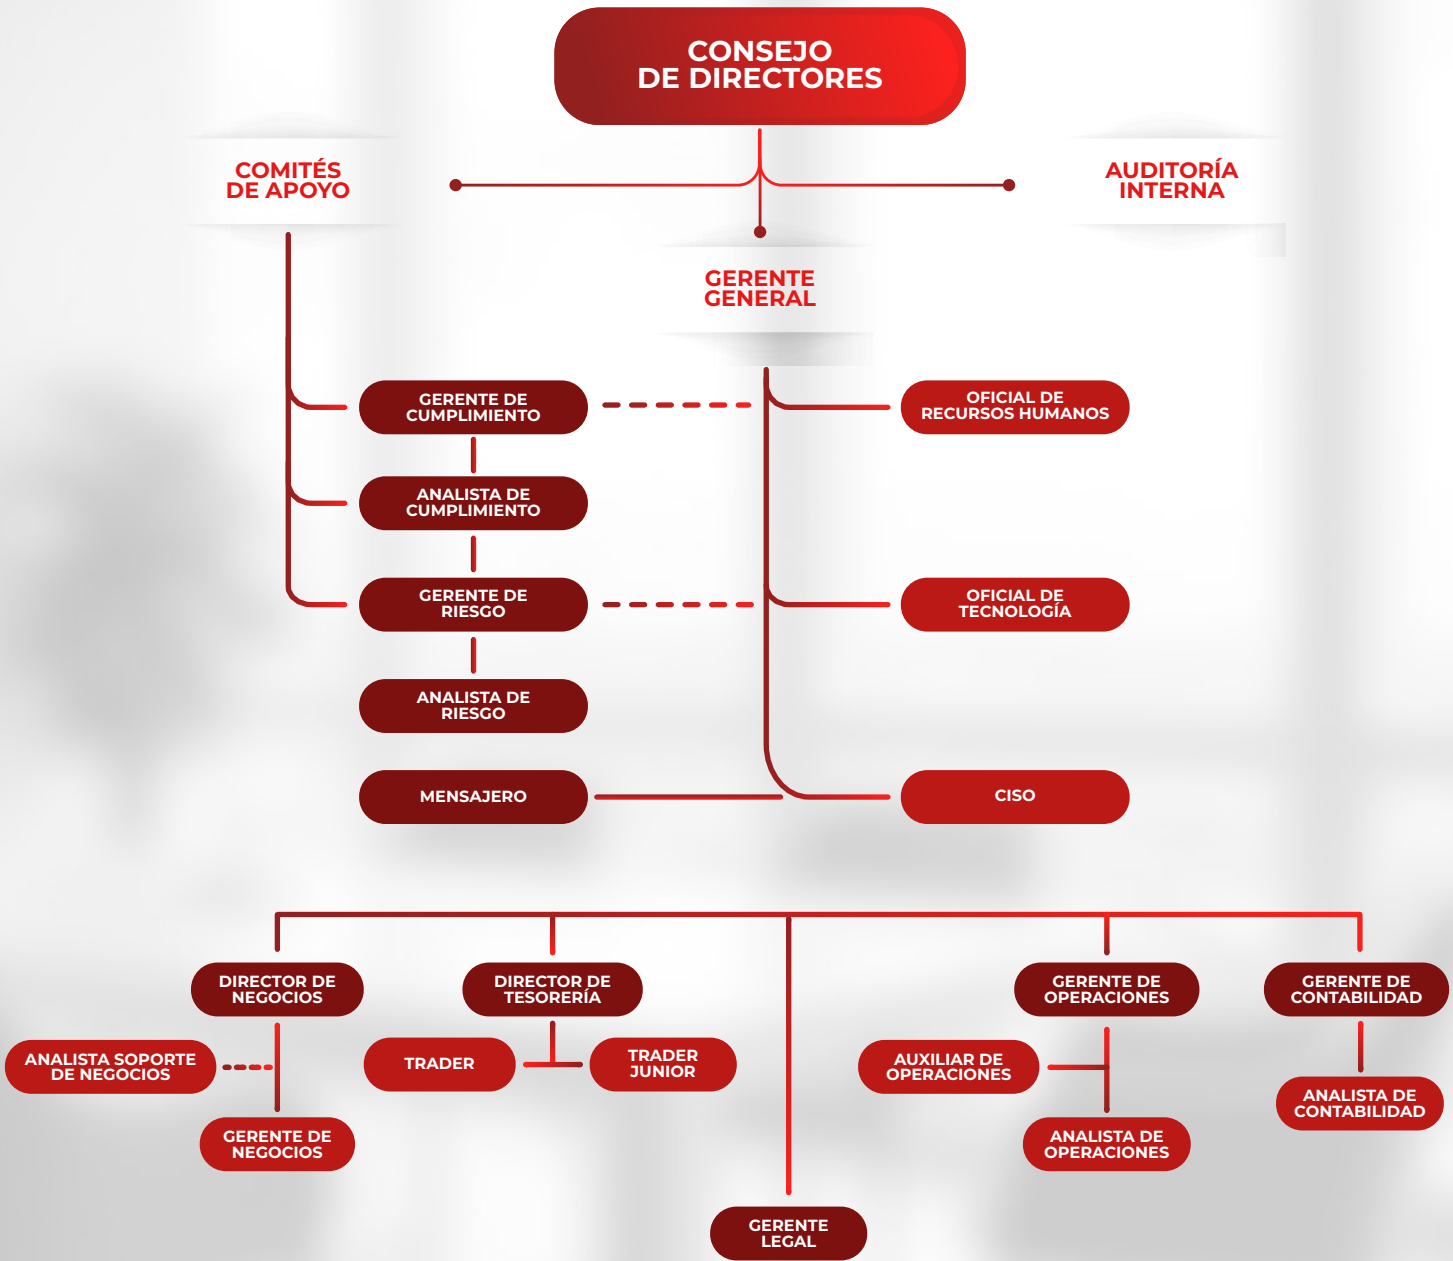 CONSEJO
DE DIRECTORES
COMITÉS
DE APOYO
AUDITORÍA
INTERNA
GERENTE
GENERAL
GERENTE DE
CUMPLIMIENTO
OFICIAL DE
RECURSOS HUMANOS
ANALISTA DE
CUMPLIMIENTO
GERENTE DE
RIESGO
OFICIAL DE
TECNOLOGÍA
ANALISTA DE
RIESGO
MENSAJERO
CISO
DIRECTOR DE
NEGOCIOS
DIRECTOR DE
TESORERÍA
GERENTE DE
OPERACIONES
GERENTE DE
CONTABILIDAD
ANALISTA SOPORTE
DE NEGOCIOS
TRADER
TRADER
JUNIOR
AUXILIAR DE
OPERACIONES
ANALISTA DE
CONTABILIDAD
GERENTE DE
NEGOCIOS
ANALISTA DE
OPERACIONES
GERENTE
LEGAL